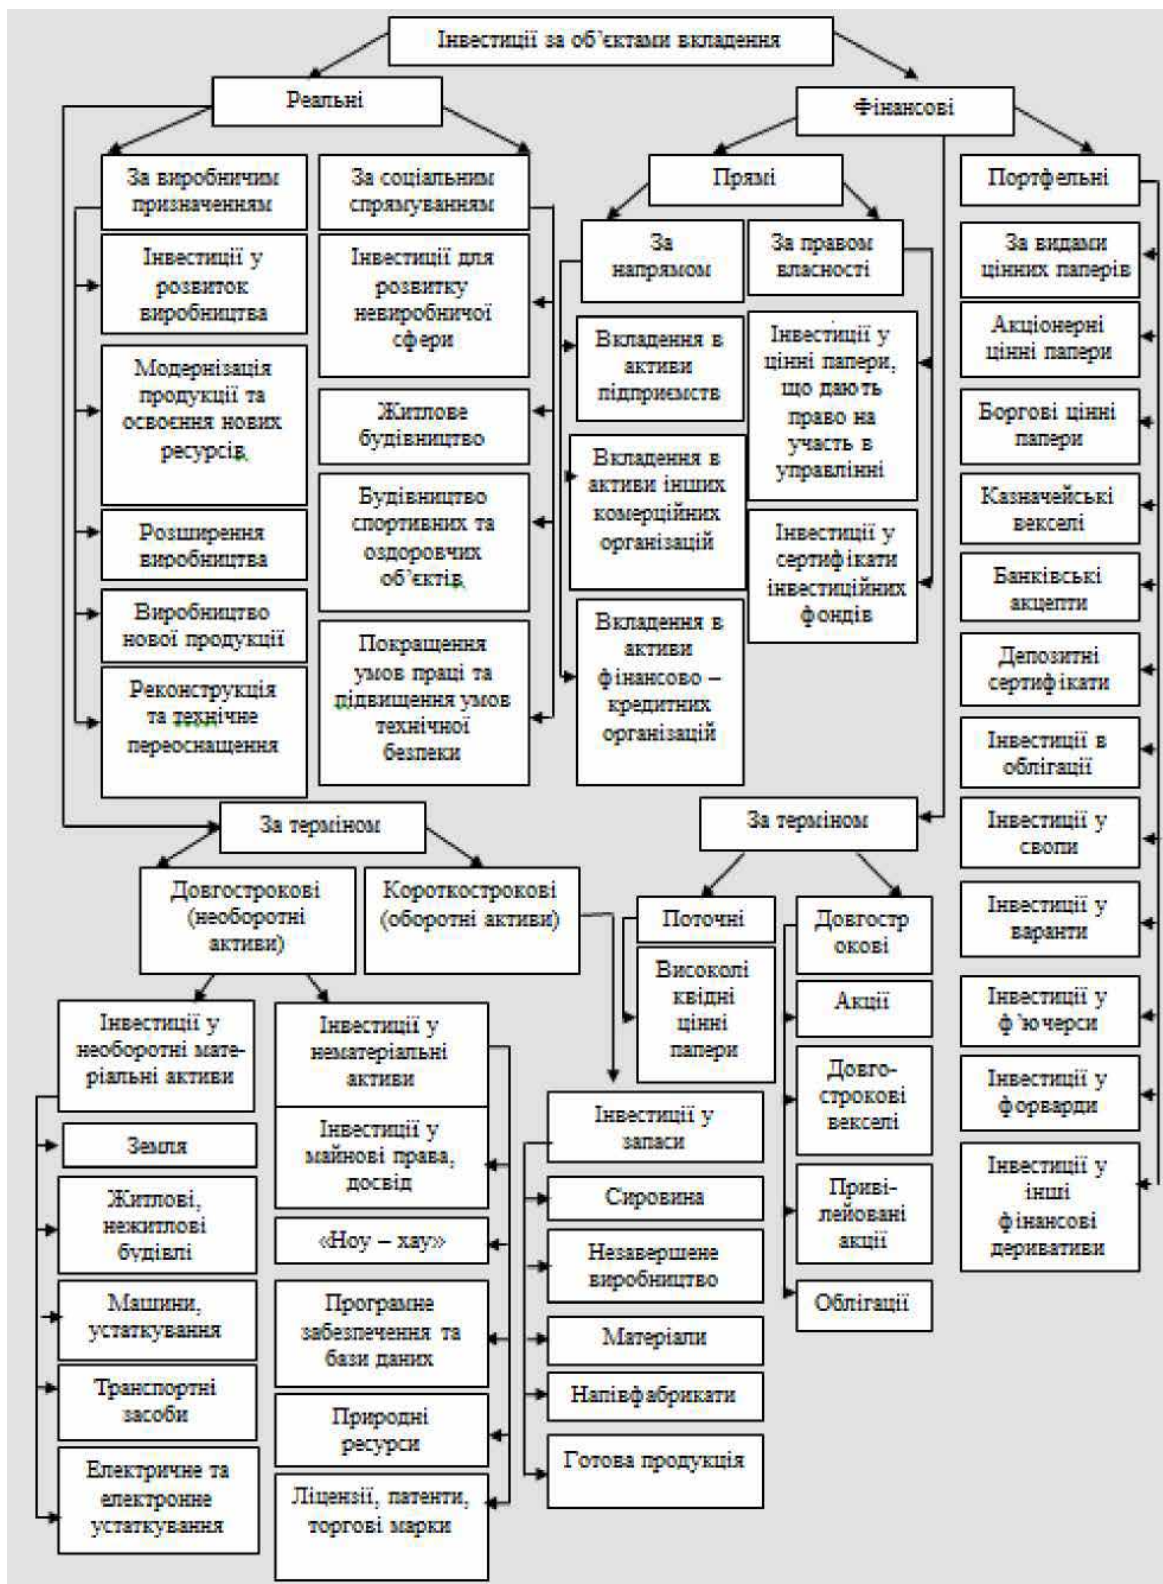 Інвестиції за об’єктами вкладення
Реальні
Фінансові
За виробничим
призначенням
За соціальним
спрямуванням
Прямі
Портфельні
Інвестиції у
розвиток
виробництва
Модернізація
продукції та
освоєння нових
ресурсів
Розширення
виробництва
Виробництво
нової продукції
Реконструкція
та технічне
переоснащення
Інвестиції для
розвитку
невиробничої
сфери
Житлове
будівництво
Будівництво
спортивних та
оздоровчих
об’єктів
Покращення
умов праці та
підвищення умов
технічної
безпеки
За
напрямом
Вкладення в
активи
підприємств
Вкладення в
активи інших
комерційних
організацій
Вкладення в
активи
фінансово –
кредитних
організацій
За правом
власності
Інвестиції у
цінні папери,
що дають
право на
участь в
управлінні
Інвестиції у
сертифікати
інвестиційних
фондів
За видами
цінних паперів
Акціонерні
цінні папери
Боргові цінні
папери
Казначейські
векселі
Банківські
акцепти
Депозитні
сертифікати
Інвестиції в
облігації
Інвестиції у
свопи
Інвестиції у
варанти
Інвестиції у
ф’ючерси
Інвестиції у
форварди
Інвестиції у
інші
фінансові
деривативи
За терміном
Довгострокові
(необоротні
активи)
Короткострокові
(оборотні активи)
Інвестиції у
необоротні мате-
ріальні активи
Земля
Житлові,
нежитлові
будівлі
Машини,
устаткування
Транспортні
засоби
Електричне та
електронне
устаткування
Інвестиції у
нематеріальні
активи
Інвестиції у
майнові права,
досвід
«Ноу – хау»
Програмне
забезпечення та
бази даних
Природні
ресурси
Ліцензії, патенти,
торгові марки
Інвестиції у
запаси
Сировина
Незавершене
виробництво
Матеріали
Напівфабрикати
Готова продукція
За терміном
Поточні
Високолі
квідні
цінні
папери
Довгостр
окові
Акції
Довго-
строкові
векселі
Приві-
лейовані
акції
Облігації